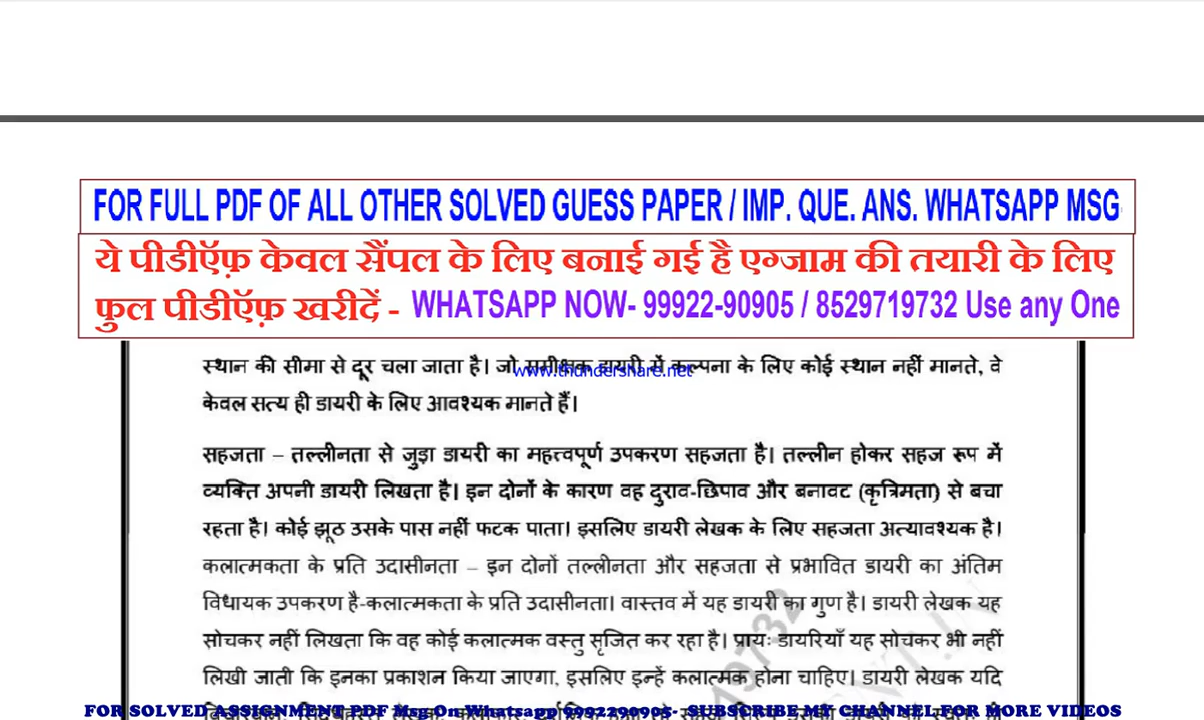 FOR FULL PDF OF ALL OTHER SOLVED GUESS PAPER / IMP. QUE. ANS. WHATSAPP MSG
ये पीडीऍफ़ केवल सैंपल के लिए बनाई गई है एग्जाम की तयारी के लिए
फुल पीडीऍफ़ खरीदें - WHATSAPP NOW- 99922-90905 / 8529719732 Use any One
स्थान की सीमा से दूर चला जाता है। जो समीक्षक डायरी में कल्पना के लिए कोई स्थान नहीं मानते, वे
www.thundershare.net
केवल सत्य ही डायरी के लिए आवश्यक मानते हैं।
सहजता – तल्लीनता से जुड़ा डायरी का महत्त्वपूर्ण उपकरण सहजता है। तल्लीन होकर सहज रूप में
व्यक्ति अपनी डायरी लिखता है। इन दोनों के कारण वह दुराव-छिपाव और बनावट (कृत्रिमता) से बचा
रहता है। कोई झूठ उसके पास नहीं फटक पाता। इसलिए डायरी लेखक के लिए सहजता अत्यावश्यक है।
कलात्मकता के प्रति उदासीनता – इन दोनों तल्लीनता और सहजता से प्रभावित डायरी का अंतिम
विधायक उपकरण है-कलात्मकता के प्रति उदासीनता। वास्तव में यह डायरी का गुण है। डायरी लेखक यह
सोचकर नहीं लिखता कि वह कोई कलात्मक वस्तु सृजित कर रहा है। प्रायः डायरियाँ यह सोचकर भी नहीं
लिखी जाती कि इनका प्रकाशन किया जाएगा, इसलिए इन्हें कलात्मक होना चाहिए। डायरी लेखक यदि
FOR SOLVED ASSIGNMENT PDF Msg On Whatsapp 9992290905- SUBSCRIBE MY CHANNEL FOR MORE VIDEOS